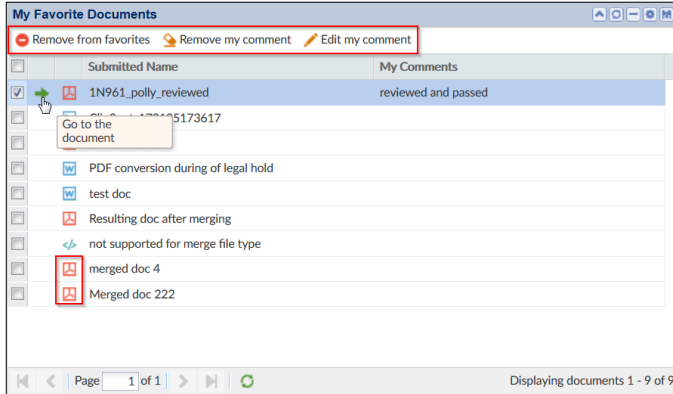 My Favorite Documents
Remove from favorites Remove my comment Edit my comment
Submitted Name My Comments
1N961_polly_reviewed reviewed and passed
5173617
Go to the
document
PDF conversion during of legal hold
test doc
Resulting doc after merging
not supported for merge file type
merged doc 4
Merged doc 222
Page 1 of 1 Displaying documents 1 - 9 of 9